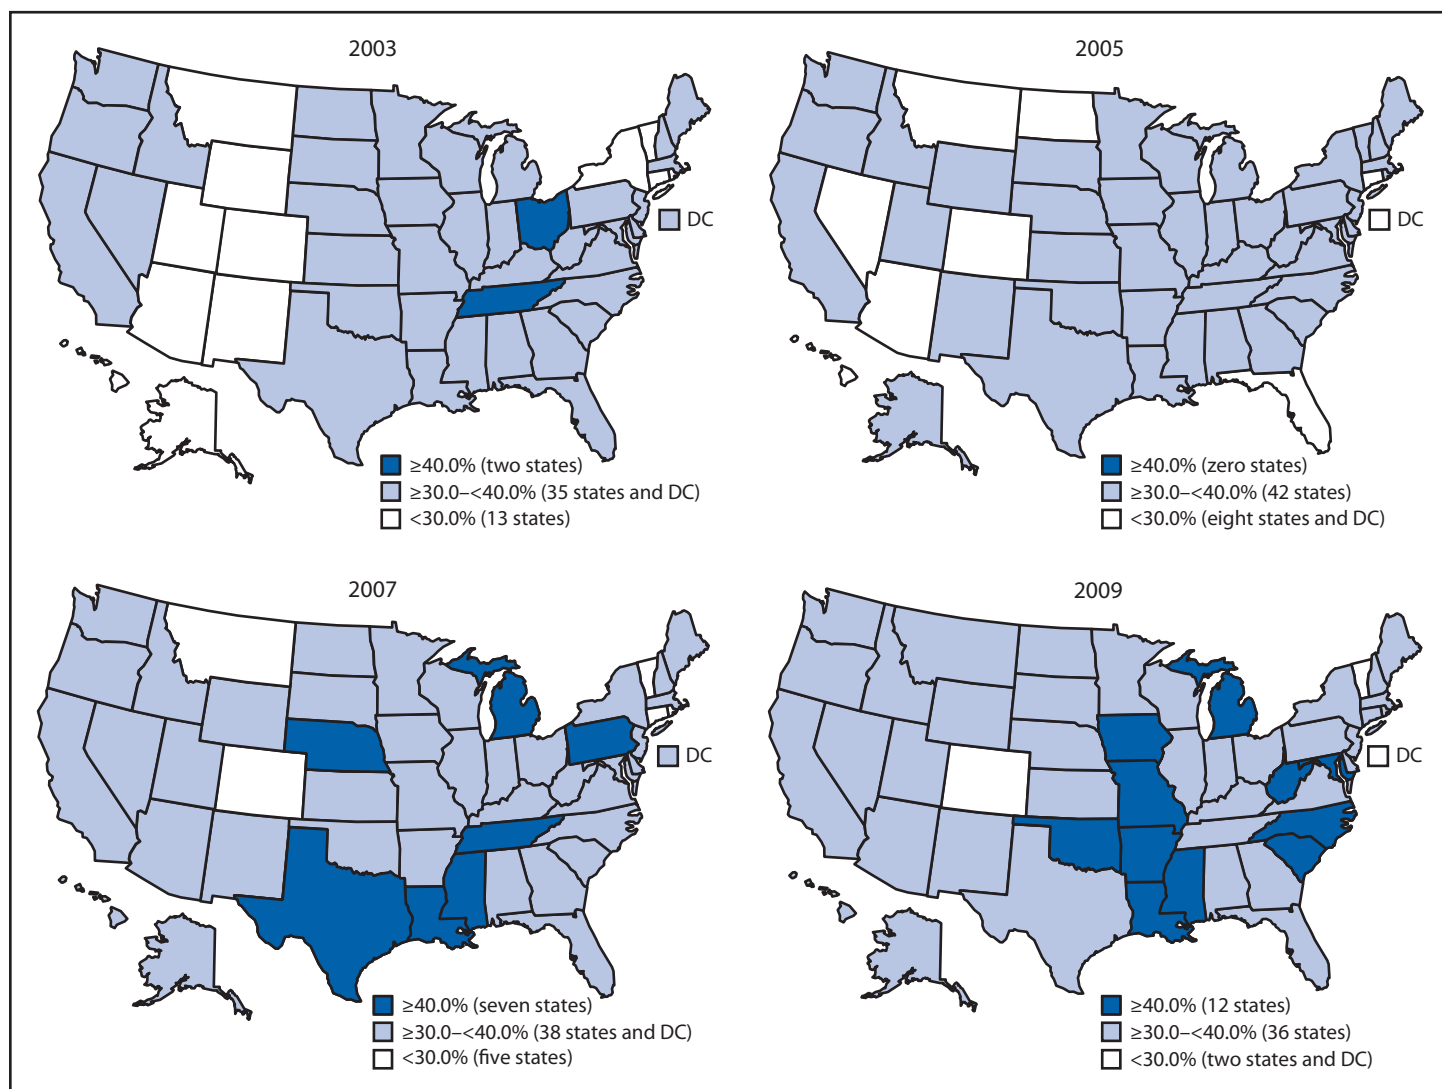 2003
DC
≥40.0% (two states)
≥30.0–<40.0% (35 states and DC)
<30.0% (13 states)
2005
DC
≥40.0% (zero states)
≥30.0–<40.0% (42 states)
<30.0% (eight states and DC)
2007
DC
≥40.0% (seven states)
≥30.0–<40.0% (38 states and DC)
<30.0% (five states)
2009
DC
≥40.0% (12 states)
≥30.0–<40.0% (36 states)
<30.0% (two states and DC)